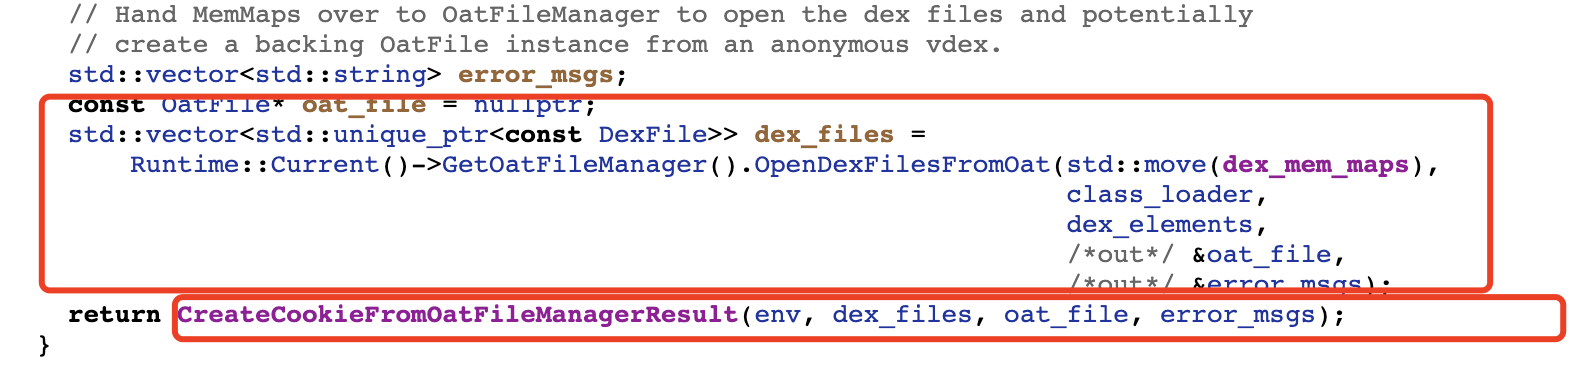 // Hand MemMaps over to OatFileManager to open the dex files and potentially
// create a backing OatFile instance from an anonymous vdex.
std::vector<std::string> error_msgs;
const OatFile* oat_file = nullptr;
std::vector<std::unique_ptr<const DexFile>> dex_files =
Runtime::Current()->GetOatFileManager().OpenDexFilesFromOat(std::move(dex_mem_maps),
class_loader,
dex_elements,
/*out*/ &oat_file,
/*out*/ &error_msgs);
return CreateCookieFromOatFileManagerResult(env, dex_files, oat_file, error_msgs);
}